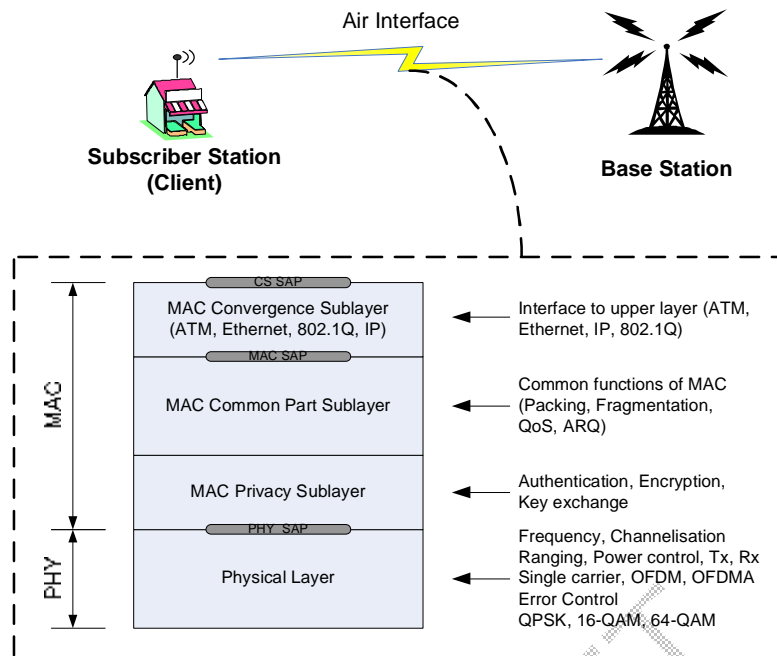 Air Interface
Subscriber Station
(Client)
Base Station
CS SAP
MAC Convergence Sublayer
(ATM, Ethernet, 802.1Q, IP)
Interface to upper layer (ATM,
Ethernet, IP, 802.1Q)
MAC SAP
MAC Common Part Sublayer
Common functions of MAC
(Packing, Fragmentation,
QoS, ARQ)
MAC
MAC Privacy Sublayer
Authentication, Encryption,
Key exchange
PHY SAP
Physical Layer
PHY
Frequency, Channelisation
Ranging, Power control, Tx, Rx
Single carrier, OFDM, OFDMA
Error Control
QPSK, 16-QAM, 64-QAM